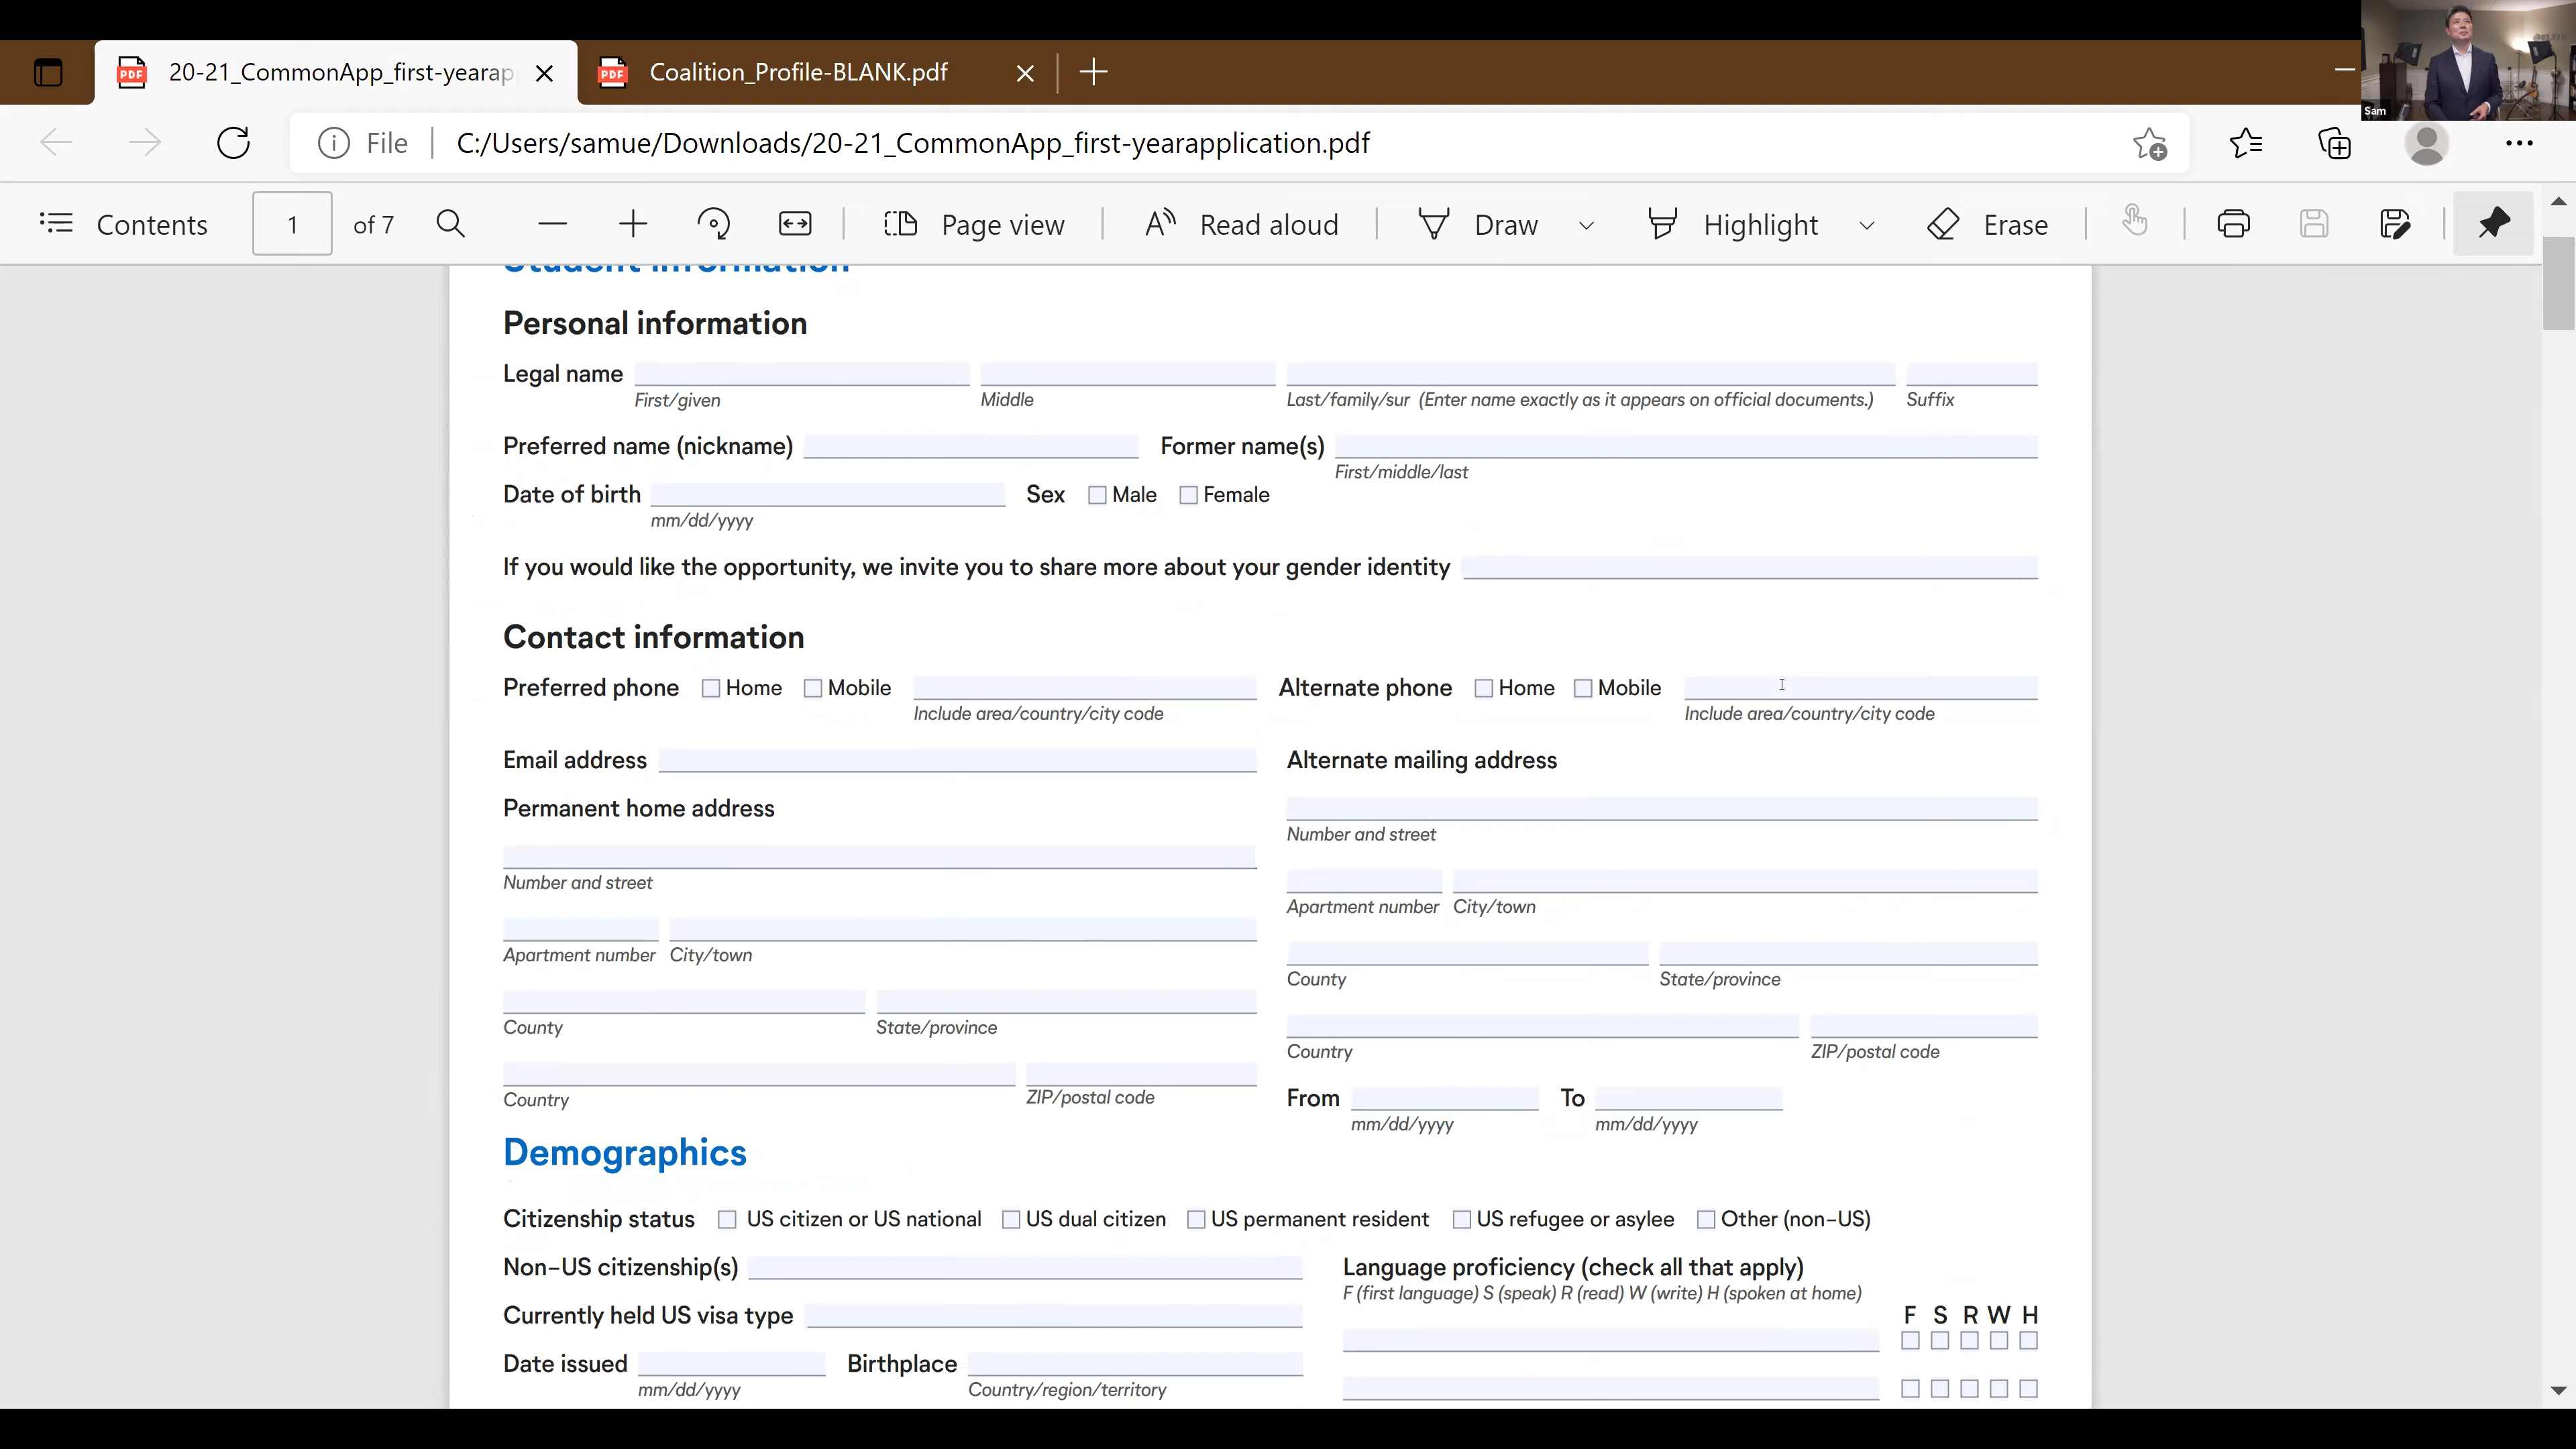 20-21_CommonApp_first-yearap
Coalition_Profile-BLANK.pdf
Sam
File
C:/Users/samue/Downloads/20-21_CommonApp_first-yearapplication.pdf
Contents 1 of 7 Page view Read aloud Draw Highlight Erase
Student information
Personal information
Legal name
First/given Middle Last/family/sur (Enter name exactly as it appears on official documents.) Suffix
Preferred name (nickname) Former name(s)
First/middle/last
Date of birth Sex Male Female
mm/dd/yyyy
If you would like the opportunity, we invite you to share more about your gender identity
Contact information
Preferred phone Home Mobile Alternate phone Home Mobile
Include area/country/city code Include area/country/city code
Email address Alternate mailing address
Permanent home address
Number and street
Number and street
Apartment number City/town
Apartment number City/town
County State/province
County State/province
Country ZIP/postal code
Country ZIP/postal code
From To
mm/dd/yyyy mm/dd/yyyy
Demographics
Citizenship status US citizen or US national US dual citizen US permanent resident US refugee or asylee Other (non-US)
Non-US citizenship(s) Language proficiency (check all that apply)
F (first language) S (speak) R (read) W (write) H (spoken at home)
Currently held US visa type F S R W H
Date issued Birthplace
mm/dd/yyyy Country/region/territory